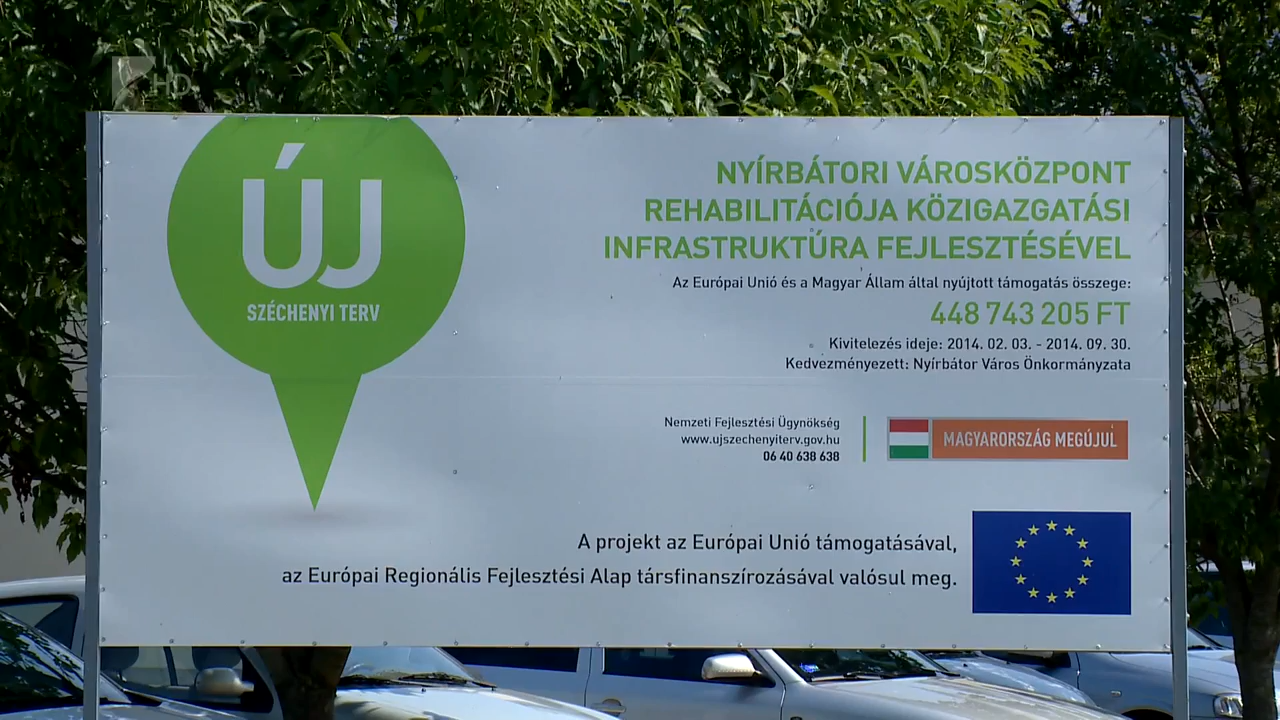 HD
ÚJ
SZÉCHENYI TERV
NYÍRBÁTORI VÁROSKÖZPONT
REHABILITÁCIÓJA KÖZIGAZGATÁSI
INFRASTRUKTÚRA FEJLESZTÉSÉVEL
Az Európai Unió és a Magyar Állam által nyújtott támogatás összege:
448 743 205 FT
Kivitelezés ideje: 2014. 02. 03. - 2014. 09. 30.
Kedvezményezett: Nyírbátor Város Önkormányzata
Nemzeti Fejlesztési Ügynökség
www.ujszechenyiterv.gov.hu
06 40 638 638
MAGYARORSZÁG MEGÚJUL
A projekt az Európai Unió támogatásával,
az Európai Regionális Fejlesztési Alap társfinanszírozásával valósul meg.